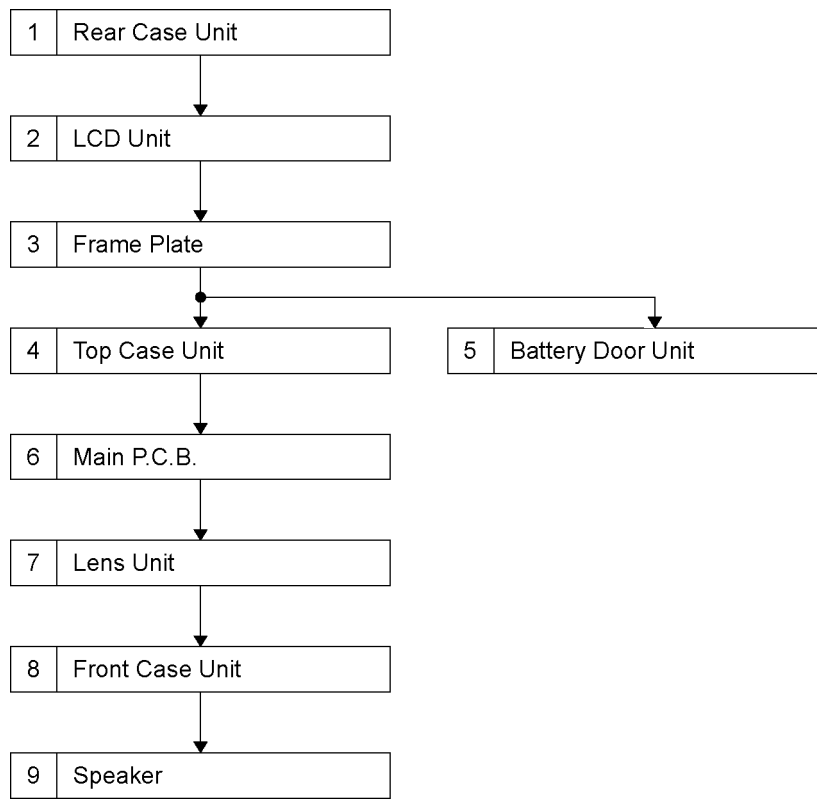 1 Rear Case Unit
2 LCD Unit
3 Frame Plate
4 Top Case Unit
5 Battery Door Unit
6 Main P.C.B.
7 Lens Unit
8 Front Case Unit
9 Speaker